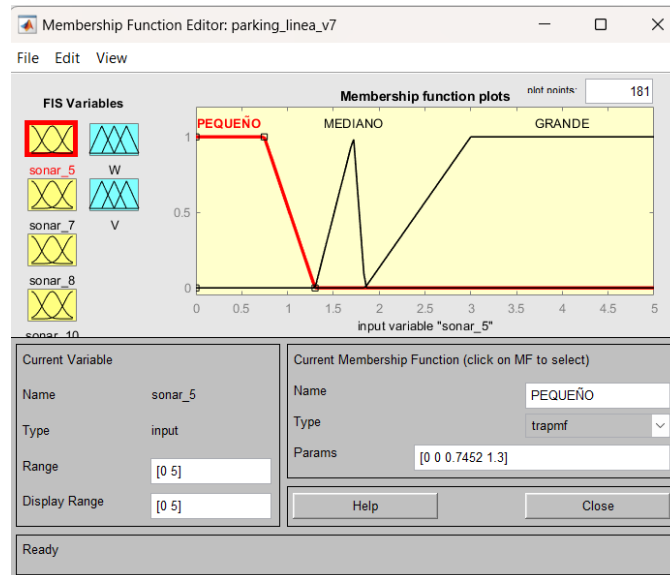 Membership Function Editor: parking_linea_v7
File Edit View
FIS Variables
Membership function plots
plot points:
181
PEQUEÑO MEDIANO GRANDE
1
0.5
0
0 0.5 1 1.5 2 2.5 3 3.5 4 4.5 5
input variable "sonar_5"
sonar_5 W
sonar_7 V
sonar_8
sonar_10
Current Variable
Name sonar_5
Type input
Range [0 5]
Display Range [0 5]
Current Membership Function (click on MF to select)
Name PEQUEÑO
Type trapmf
Params [0 0 0.7452 1.3]
Help Close
Ready